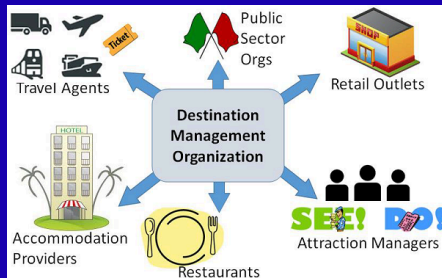 Public
Sector
Orgs
Ticket
SHOP
Travel Agents
Retail Outlets
Destination
Management
Organization
HOTEL
SEE! DO!
Accommodation
Providers
Attraction Managers
Restaurants